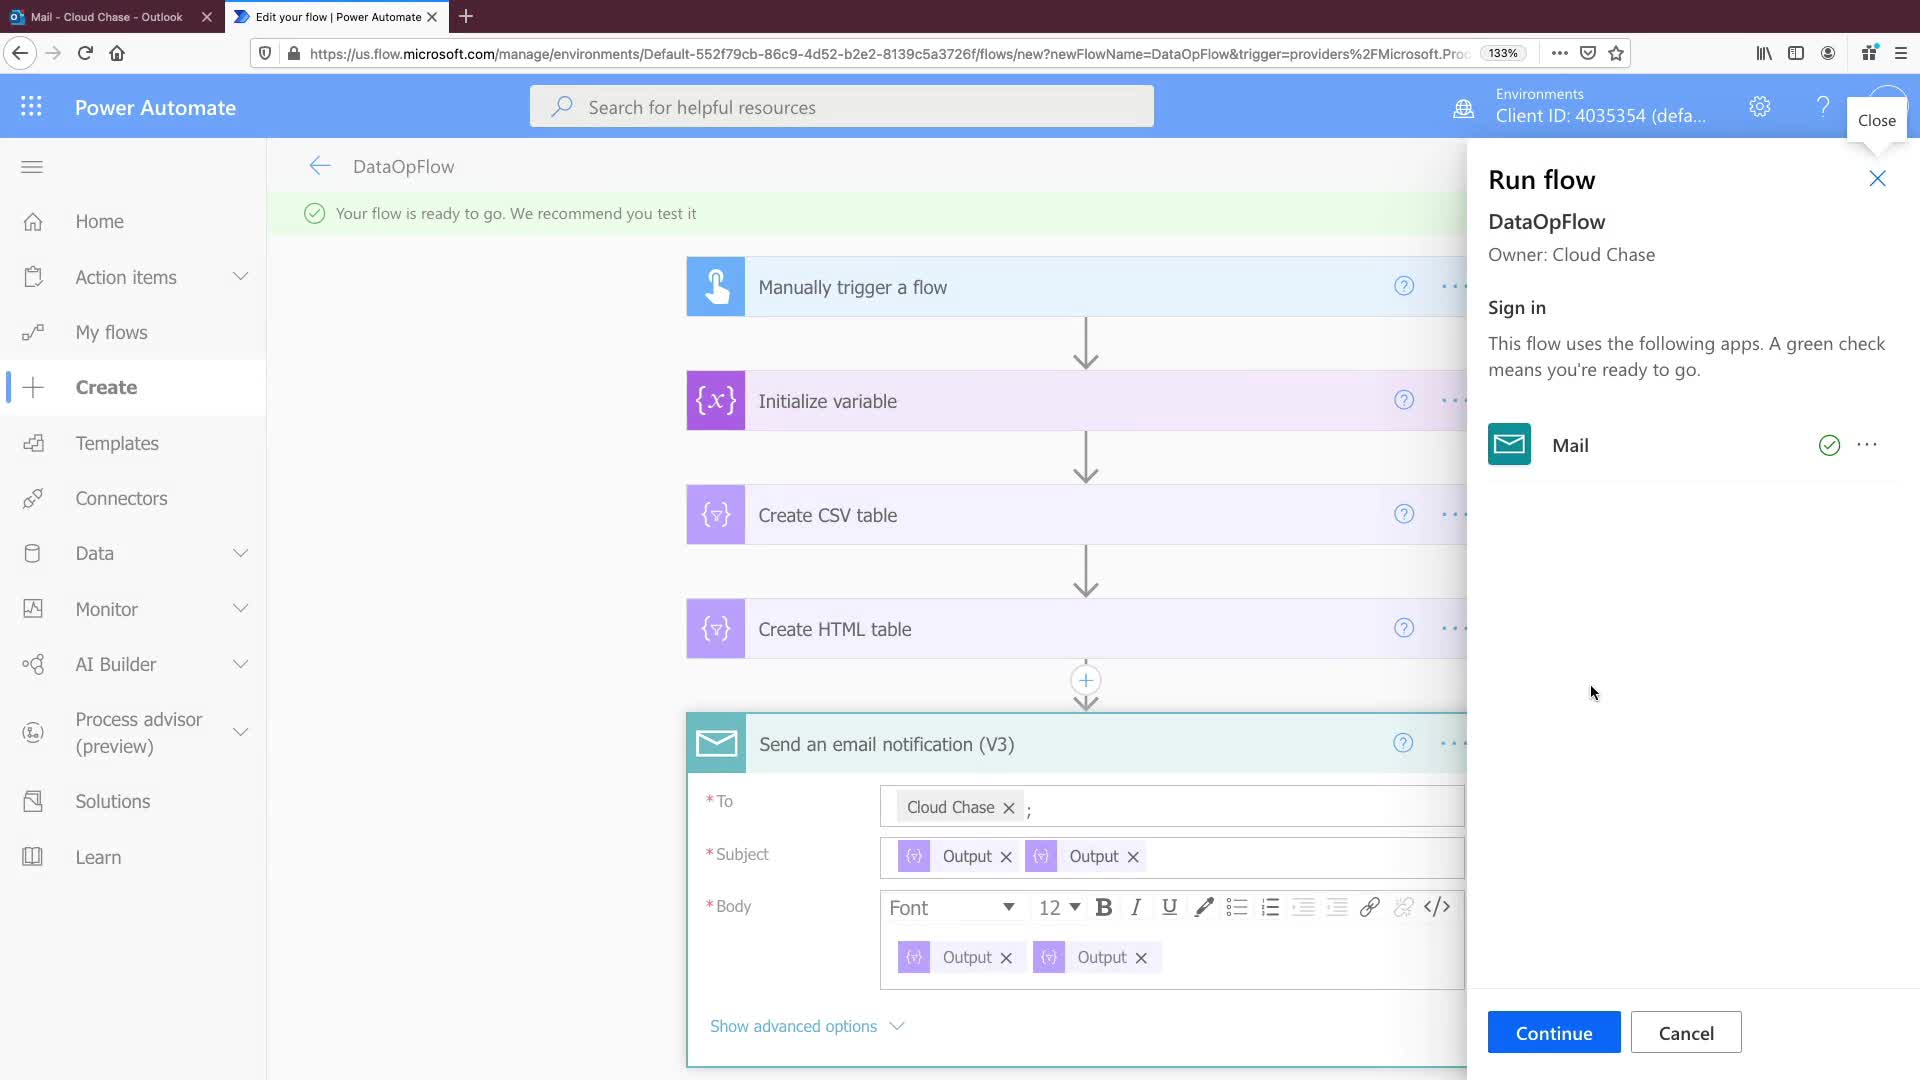 Mail - Cloud Chase - Outlook
Edit your flow | Power Automate
https://us.flow.microsoft.com/manage/environments/Default-552f79cb-86c9-4d52-b2e2-8139c5a3726f/flows/new?newFlowName=DataOpFlow&trigger=providers%2FMicrosoft.Proc
133%
Power Automate
Search for helpful resources
Environments
Client ID: 4035354 (defa...
?
Close
Home
Action items
My flows
Create
Templates
Connectors
Data
Monitor
AI Builder
Process advisor
(preview)
Solutions
Learn
DataOpFlow
Your flow is ready to go. We recommend you test it
Manually trigger a flow
?
{x} Initialize variable
?
Create CSV table
?
Create HTML table
?
Send an email notification (V3)
?
* To
Cloud Chase ;
* Subject
Output Output
* Body
Font 12 B I U </>
Output Output
Show advanced options
Run flow
DataOpFlow
Owner: Cloud Chase
Sign in
This flow uses the following apps. A green check
means you're ready to go.
Mail
Continue Cancel